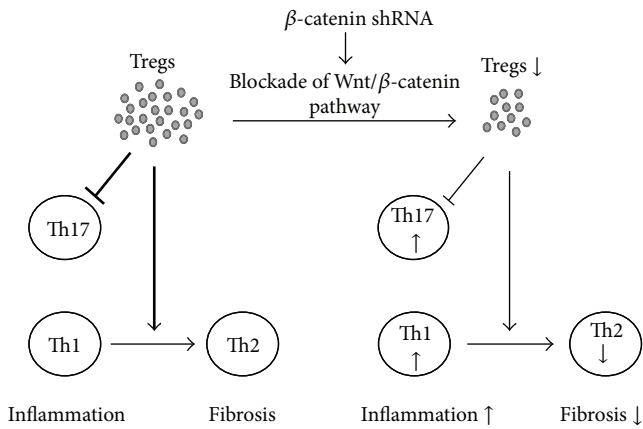 β-catenin shRNA
Tregs
Blockade of Wnt/β-catenin
pathway
Tregs ↓
Th17
Th17
↑
Th1
Th2
Th1
↑
Th2
↓
Inflammation
Fibrosis
Inflammation ↑
Fibrosis ↓